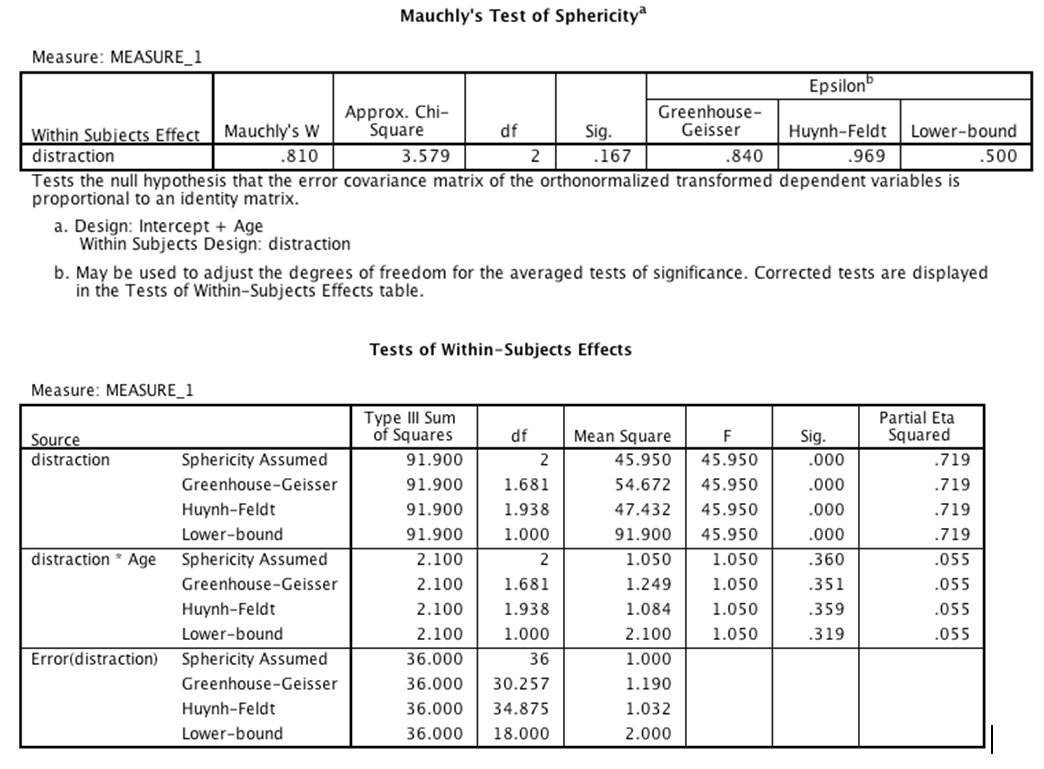 Mauchly's Test of Sphericityᵃ
Measure: MEASURE_1
Epsilonᵇ
Within Subjects Effect Mauchly's W Approx. Chi-Square df Sig. Greenhouse-Geisser Huynh-Feldt Lower-bound
distraction .810 3.579 2 .167 .840 .969 .500
Tests the null hypothesis that the error covariance matrix of the orthonormalized transformed dependent variables is
proportional to an identity matrix.
a. Design: Intercept + Age
Within Subjects Design: distraction
b. May be used to adjust the degrees of freedom for the averaged tests of significance. Corrected tests are displayed
in the Tests of Within-Subjects Effects table.
Tests of Within-Subjects Effects
Measure: MEASURE_1
Source Type III Sum of Squares df Mean Square F Sig. Partial Eta Squared
distraction Sphericity Assumed 91.900 2 45.950 45.950 .000 .719
Greenhouse-Geisser 91.900 1.681 54.672 45.950 .000 .719
Huynh-Feldt 91.900 1.938 47.432 45.950 .000 .719
Lower-bound 91.900 1.000 91.900 45.950 .000 .719
distraction * Age Sphericity Assumed 2.100 2 1.050 1.050 .360 .055
Greenhouse-Geisser 2.100 1.681 1.249 1.050 .351 .055
Huynh-Feldt 2.100 1.938 1.084 1.050 .359 .055
Lower-bound 2.100 1.000 2.100 1.050 .319 .055
Error(distraction) Sphericity Assumed 36.000 36 1.000
Greenhouse-Geisser 36.000 30.257 1.190
Huynh-Feldt 36.000 34.875 1.032
Lower-bound 36.000 18.000 2.000